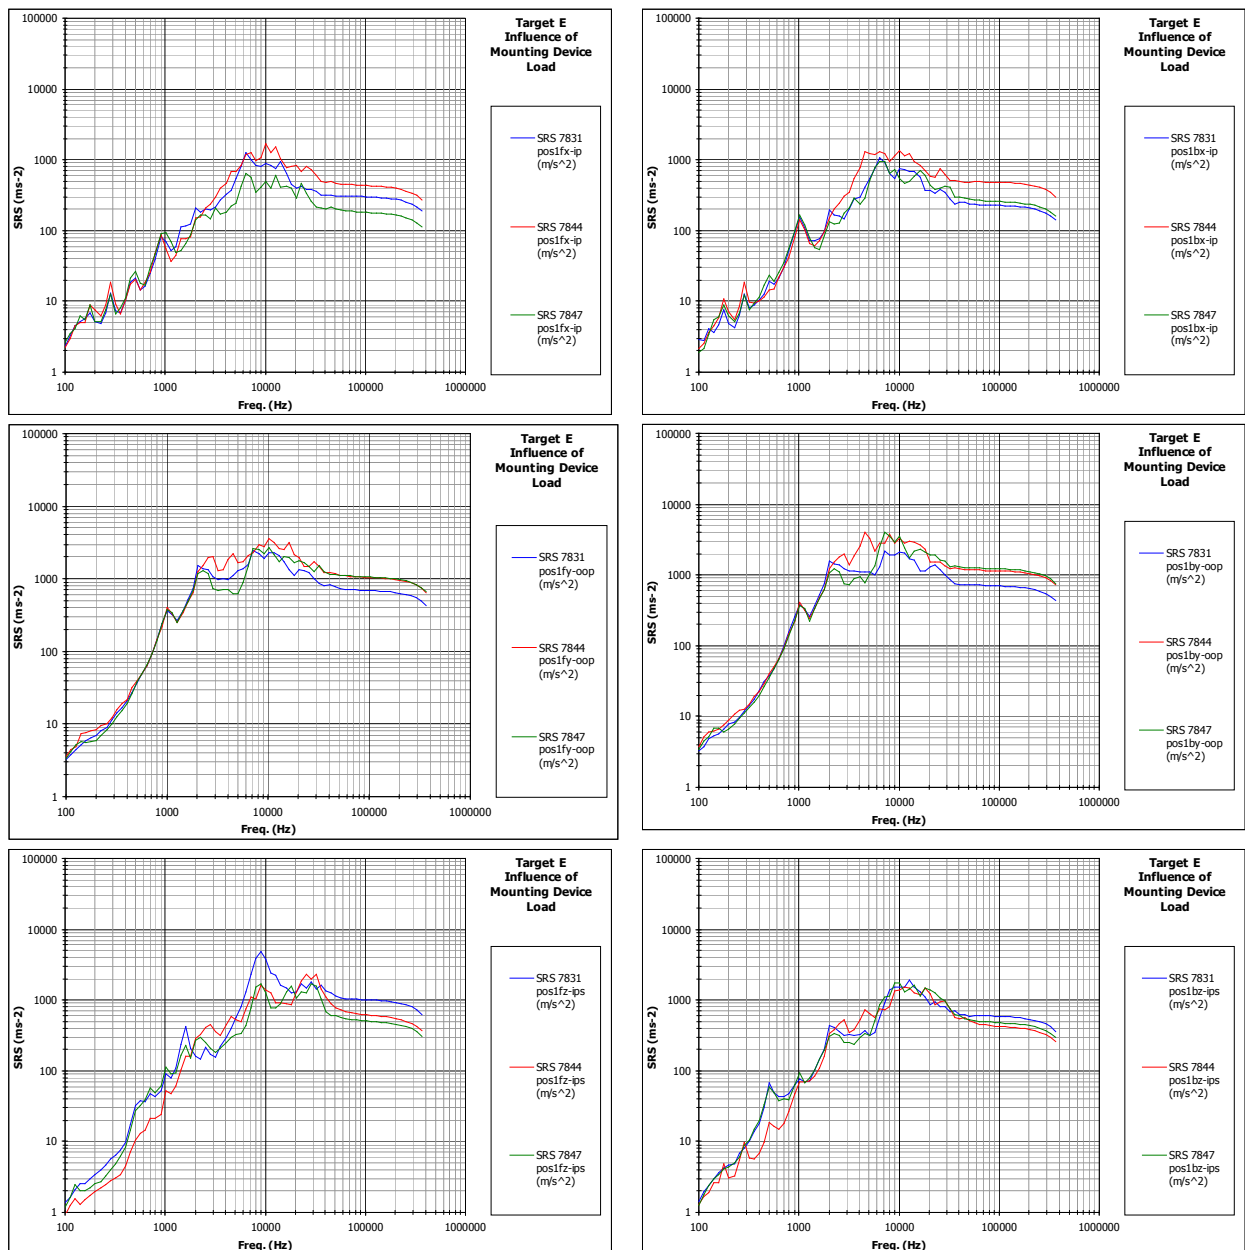 Target E
Influence of
Mounting Device
Load
100000
10000
1000
100
10
1
SRS (ms-2)
100 1000 10000 100000 1000000
Freq. (Hz)
SRS 7831
pos1fx-ip
(m/s^2)
SRS 7844
pos1fx-ip
(m/s^2)
SRS 7847
pos1fx-ip
(m/s^2)
Target E
Influence of
Mounting Device
Load
100000
10000
1000
100
10
1
SRS (ms-2)
100 1000 10000 100000 1000000
Freq. (Hz)
SRS 7831
pos1bx-ip
(m/s^2)
SRS 7844
pos1bx-ip
(m/s^2)
SRS 7847
pos1bx-ip
(m/s^2)
Target E
Influence of
Mounting Device
Load
100000
10000
1000
100
10
1
SRS (ms-2)
100 1000 10000 100000 1000000
Freq. (Hz)
SRS 7831
pos1fy-oop
(m/s^2)
SRS 7844
pos1fy-oop
(m/s^2)
SRS 7847
pos1fy-oop
(m/s^2)
Target E
Influence of
Mounting Device
Load
100000
10000
1000
100
10
1
SRS (ms-2)
100 1000 10000 100000 1000000
Freq. (Hz)
SRS 7831
pos1by-oop
(m/s^2)
SRS 7844
pos1by-oop
(m/s^2)
SRS 7847
pos1by-oop
(m/s^2)
Target E
Influence of
Mounting Device
Load
100000
10000
1000
100
10
1
SRS (ms-2)
100 1000 10000 100000 1000000
Freq. (Hz)
SRS 7831
pos1fz-ips
(m/s^2)
SRS 7844
pos1fz-ips
(m/s^2)
SRS 7847
pos1fz-ips
(m/s^2)
Target E
Influence of
Mounting Device
Load
100000
10000
1000
100
10
1
SRS (ms-2)
100 1000 10000 100000 1000000
Freq. (Hz)
SRS 7831
pos1bz-ips
(m/s^2)
SRS 7844
pos1bz-ips
(m/s^2)
SRS 7847
pos1bz-ips
(m/s^2)